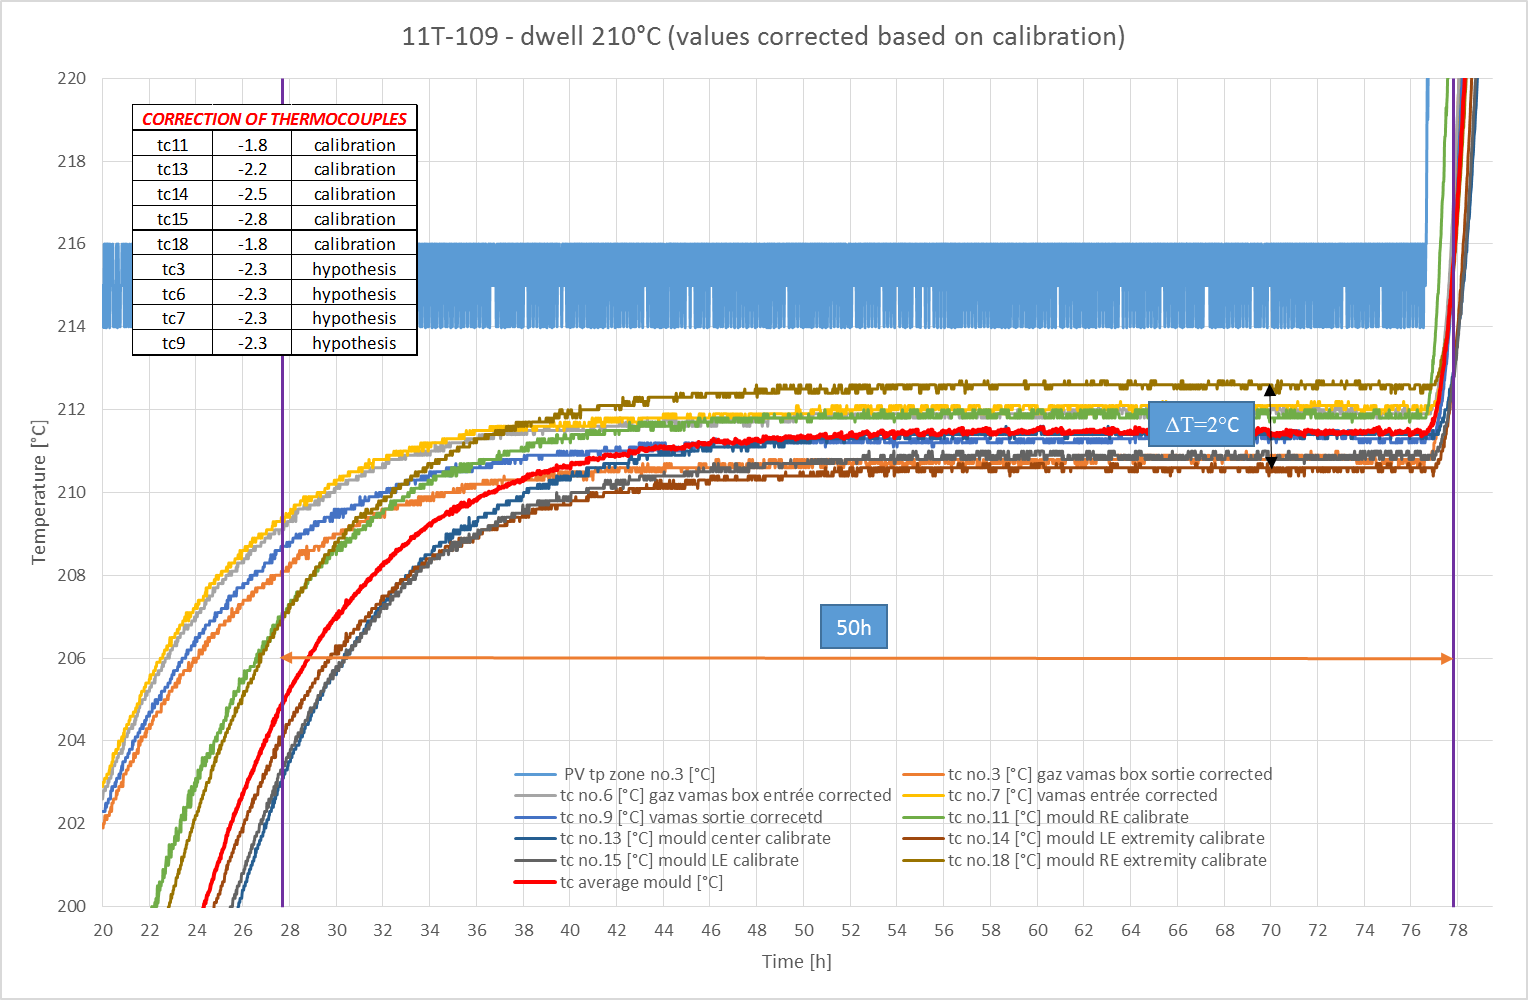 11T-109 - dwell 210°C (values corrected based on calibration)
220
218
216
214
212
210
208
206
204
202
200
Temperature [°C]
CORRECTION OF THERMOCOUPLES
tc11 -1.8 calibration
tc13 -2.2 calibration
tc14 -2.5 calibration
tc15 -2.8 calibration
tc18 -1.8 calibration
tc3 -2.3 hypothesis
tc6 -2.3 hypothesis
tc7 -2.3 hypothesis
tc9 -2.3 hypothesis
ΔT=2°C
50h
PV tp zone no.3 [°C] tc no.3 [°C] gaz vamas box sortie corrected
tc no.6 [°C] gaz vamas box entrée corrected tc no.7 [°C] vamas entrée corrected
tc no.9 [°C] vamas sortie correcetd tc no.11 [°C] mould RE calibrate
tc no.13 [°C] mould center calibrate tc no.14 [°C] mould LE extremity calibrate
tc no.15 [°C] mould LE calibrate tc no.18 [°C] mould RE extremity calibrate
tc average mould [°C]
20 22 24 26 28 30 32 34 36 38 40 42 44 46 48 50 52 54 56 58 60 62 64 66 68 70 72 74 76 78
Time [h]